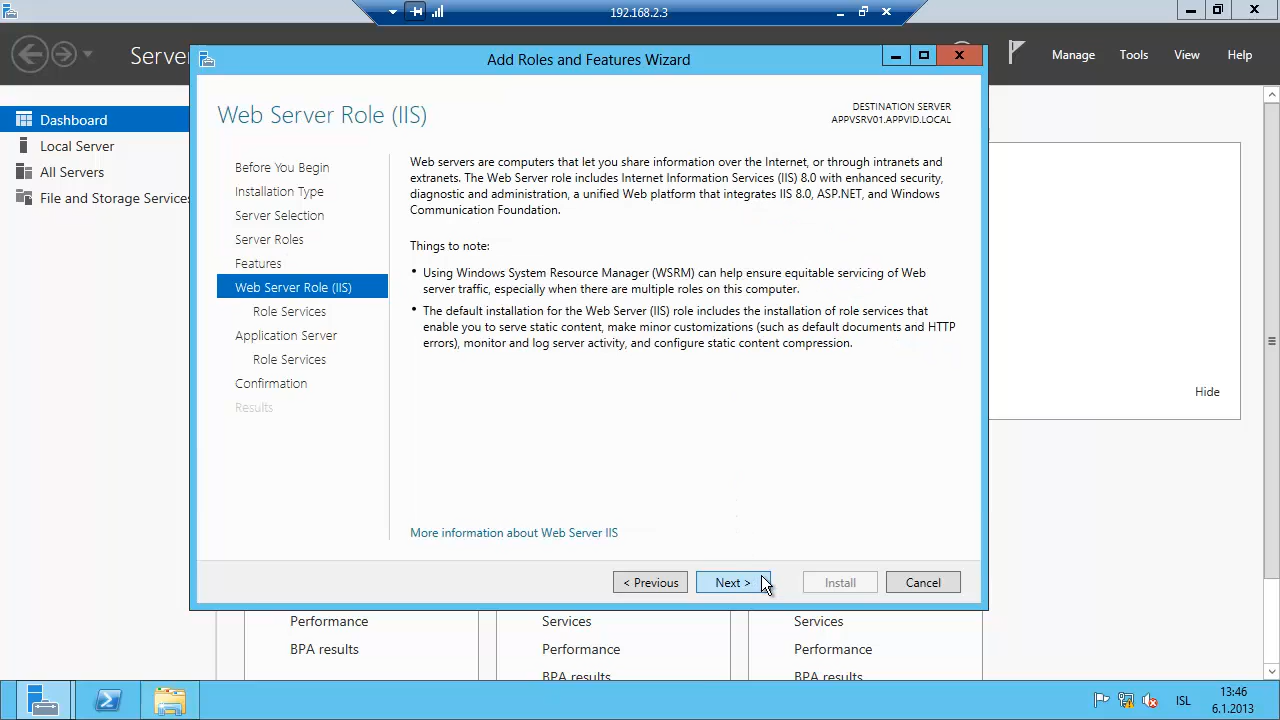 192.168.2.3
Server
Manage
Tools
View
Help
Add Roles and Features Wizard
Dashboard
Local Server
All Servers
File and Storage Services
Web Server Role (IIS)
DESTINATION SERVER
APPVSRV01.APPVID.LOCAL
Before You Begin
Installation Type
Server Selection
Server Roles
Features
Web Server Role (IIS)
Role Services
Application Server
Role Services
Confirmation
Results
Web servers are computers that let you share information over the Internet, or through intranets and
extranets. The Web Server role includes Internet Information Services (IIS) 8.0 with enhanced security,
diagnostic and administration, a unified Web platform that integrates IIS 8.0, ASP.NET, and Windows
Communication Foundation.
Things to note:
• Using Windows System Resource Manager (WSRM) can help ensure equitable servicing of Web
server traffic, especially when there are multiple roles on this computer.
• The default installation for the Web Server (IIS) role includes the installation of role services that
enable you to serve static content, make minor customizations (such as default documents and HTTP
errors), monitor and log server activity, and configure static content compression.
More information about Web Server IIS
< Previous
Next >
Install
Cancel
Hide
Performance
BPA results
Services
Performance
BPA results
Services
Performance
BPA results
ISL
13:46
6.1.2013